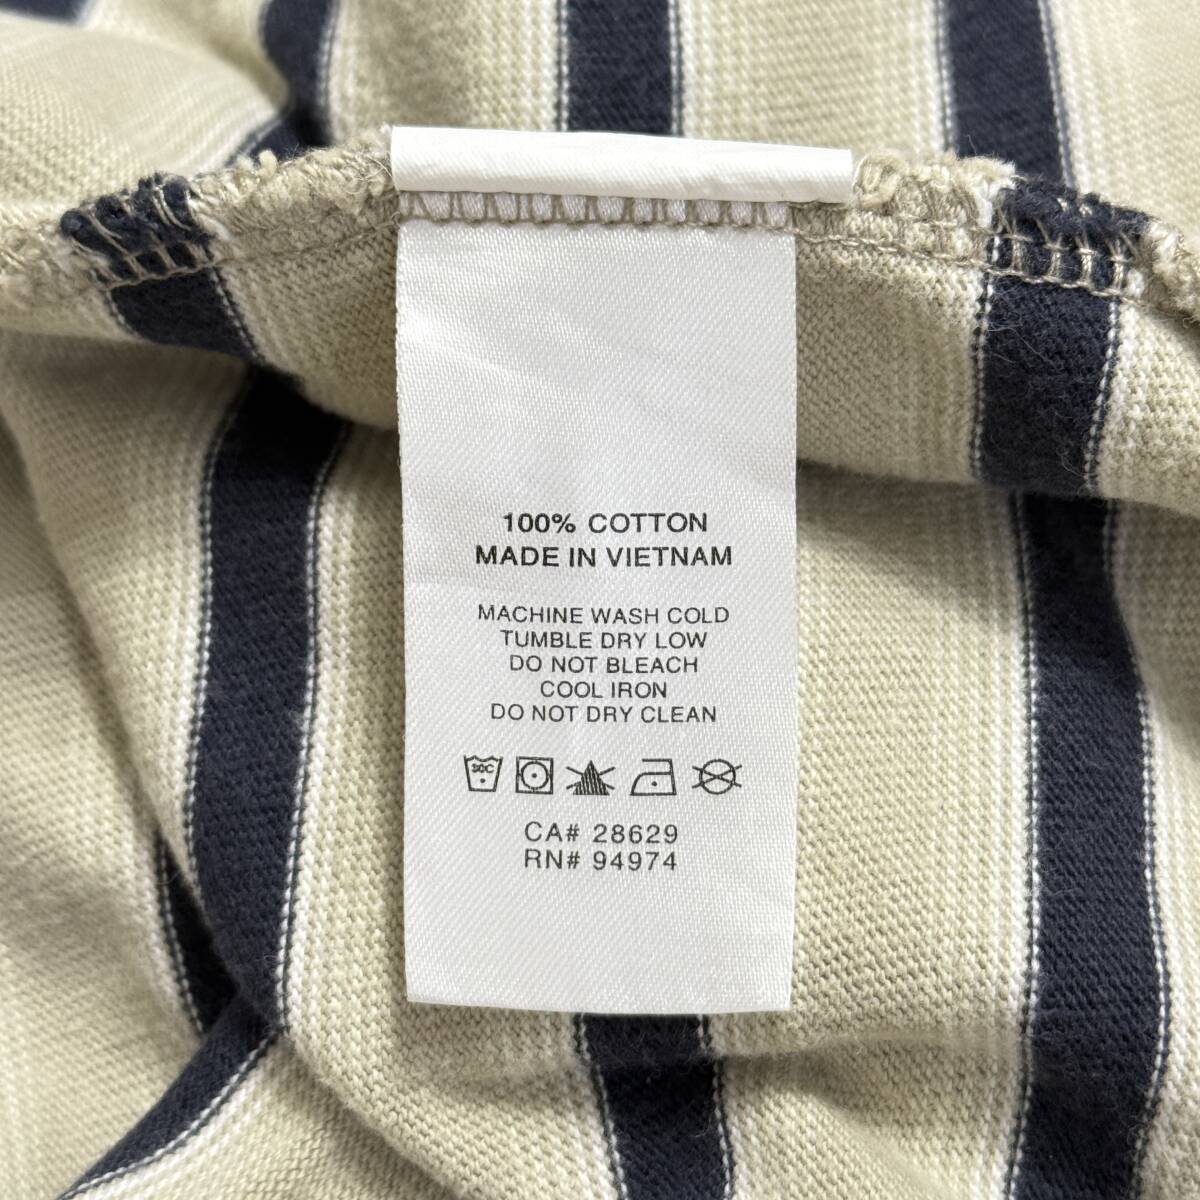 100% COTTON
MADE IN VIETNAM
MACHINE WASH COLD
TUMBLE DRY LOW
DO NOT BLEACH
COOL IRON
DO NOT DRY CLEAN
30C
CA# 28629
RN# 94974